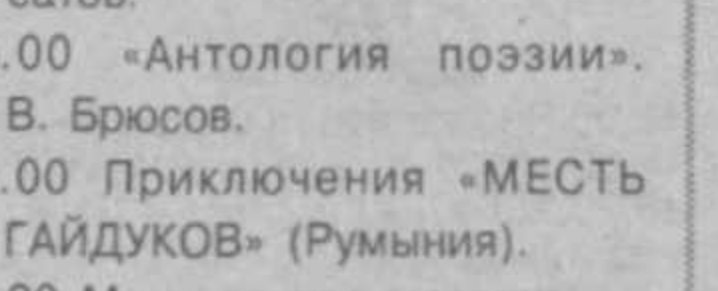 .00 «Антология поэзии».
В. Брюсов.
.00 Приключения «МЕСТЬ
ГАЙДУКОВ» (Румыния).